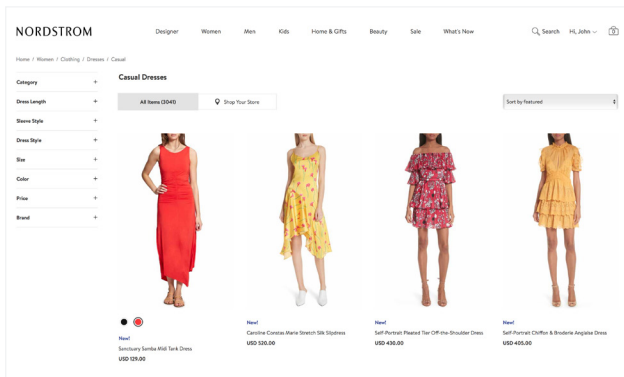 NORDSTROM
Designer Women Men Kids Home & Gifts Beauty Sale What's New
Search Hi, John 0
Home / Women / Clothing / Dresses / Casual
Category +
Dress Length +
Sleeve Style +
Dress Style +
Size +
Color +
Price +
Brand +
Casual Dresses
All Items (3041) Shop Your Store
Sort by featured
New!
Sanctuary Samba Midi Tank Dress
USD 129.00
New!
Caroline Constas Maria Stretch Silk Slipdress
USD 520.00
New!
Self-Portrait Pleated Tier Off-the-Shoulder Dress
USD 430.00
New!
Self-Portrait Chiffon & Broderie Anglaise Dress
USD 405.00